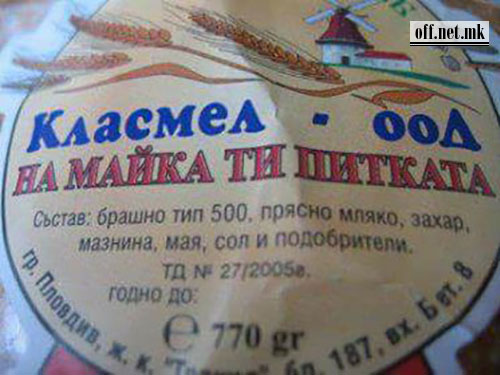 off.net.mk
Класмел - ооД
НА МАЙКА ТИ ПИТКАТА
Състав: брашно тип 500, прясно мляко, захар,
мазнина, мая, сол и подобрители.
ТД № 27/2005г.
годно до:
℮ 770 gr
гр. Пловдив, ж. к. "Тракия", бл. 187, вх. Б ет. 8